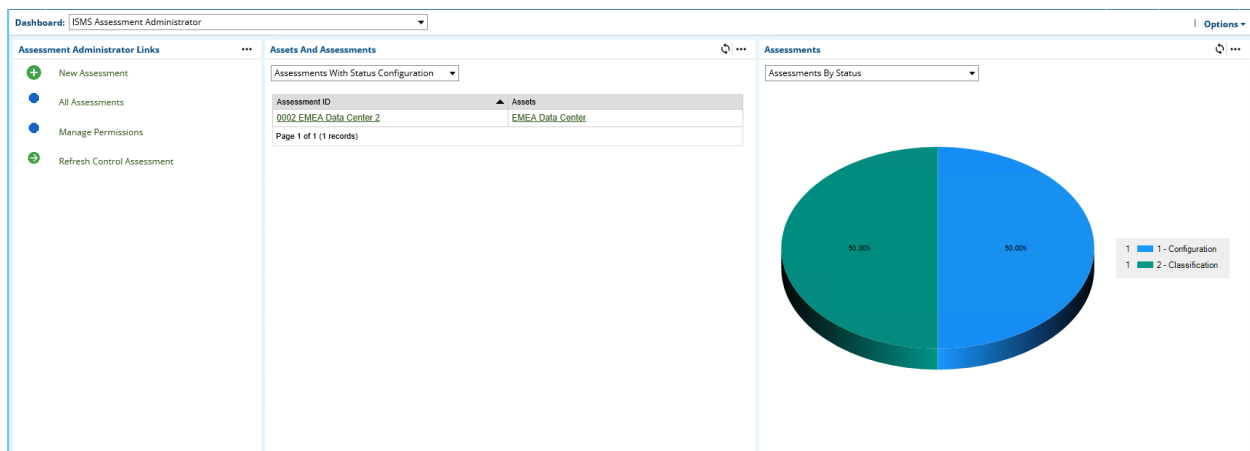 Dashboard: ISMS Assessment Administrator
| Options
Assessment Administrator Links
New Assessment
All Assessments
Manage Permissions
Refresh Control Assessment
Assets And Assessments
Assessments With Status Configuration
Assessment ID Assets
0002 EMEA Data Center 2 EMEA Data Center
Page 1 of 1 (1 records)
Assessments
Assessments By Status
50.00% 50.00%
1 1 - Configuration
1 2 - Classification